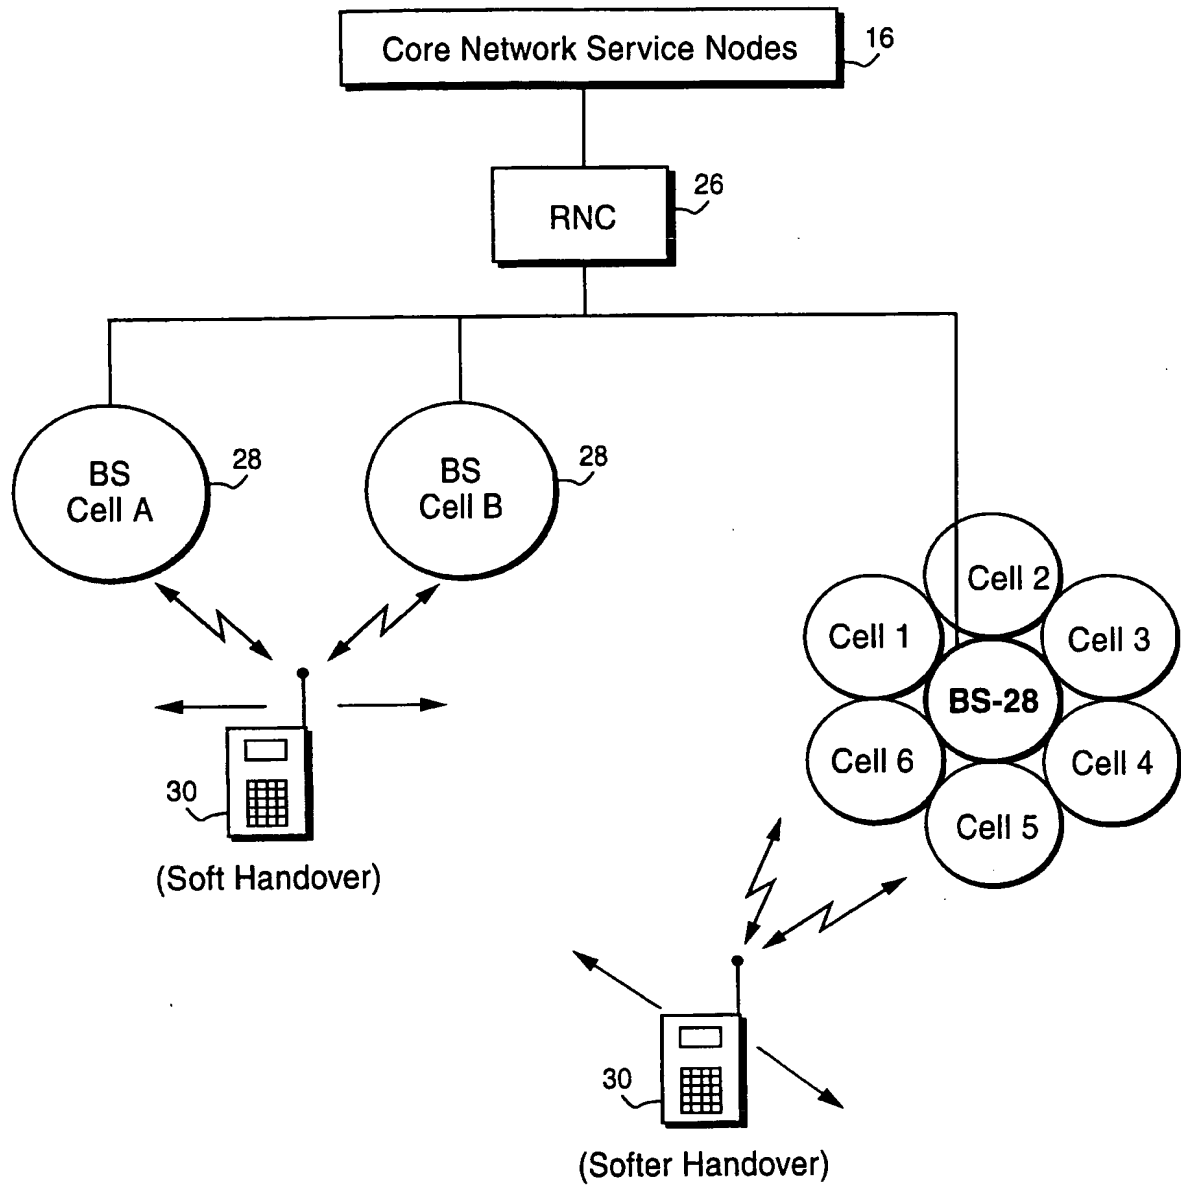 Core Network Service Nodes
16
RNC
26
BS
Cell A
28
BS
Cell B
28
Cell 2
Cell 1
Cell 3
BS-28
Cell 6
Cell 4
Cell 5
30
(Soft Handover)
30
(Softer Handover)